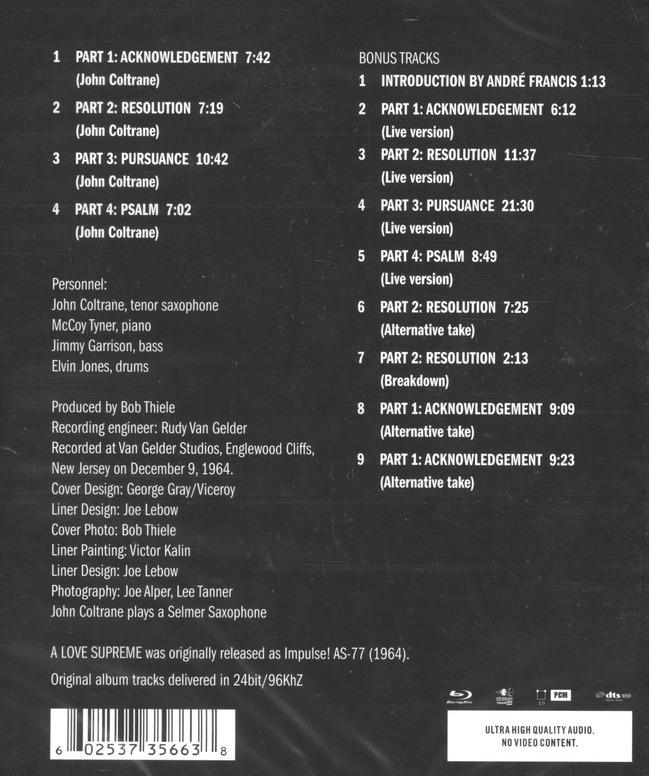 1 PART 1: ACKNOWLEDGEMENT 7:42
(John Coltrane)
2 PART 2: RESOLUTION 7:19
(John Coltrane)
3 PART 3: PURSUANCE 10:42
(John Coltrane)
4 PART 4: PSALM 7:02
(John Coltrane)
Personnel:
John Coltrane, tenor saxophone
McCoy Tyner, piano
Jimmy Garrison, bass
Elvin Jones, drums
Produced by Bob Thiele
Recording engineer: Rudy Van Gelder
Recorded at Van Gelder Studios, Englewood Cliffs,
New Jersey on December 9, 1964.
Cover Design: George Gray/Viceroy
Liner Design: Joe Lebow
Cover Photo: Bob Thiele
Liner Painting: Victor Kalin
Liner Design: Joe Lebow
Photography: Joe Alper, Lee Tanner
John Coltrane plays a Selmer Saxophone
BONUS TRACKS
1 INTRODUCTION BY ANDRÉ FRANCIS 1:13
2 PART 1: ACKNOWLEDGEMENT 6:12
(Live version)
3 PART 2: RESOLUTION 11:37
(Live version)
4 PART 3: PURSUANCE 21:30
(Live version)
5 PART 4: PSALM 8:49
(Live version)
6 PART 2: RESOLUTION 7:25
(Alternative take)
7 PART 2: RESOLUTION 2:13
(Breakdown)
8 PART 1: ACKNOWLEDGEMENT 9:09
(Alternative take)
9 PART 1: ACKNOWLEDGEMENT 9:23
(Alternative take)
A LOVE SUPREME was originally released as Impulse! AS-77 (1964).
Original album tracks delivered in 24bit/96KhZ
6 02537 35663 8
Blu-ray Disc
2.0
PCM
dts-HD
ULTRA HIGH QUALITY AUDIO.
NO VIDEO CONTENT.